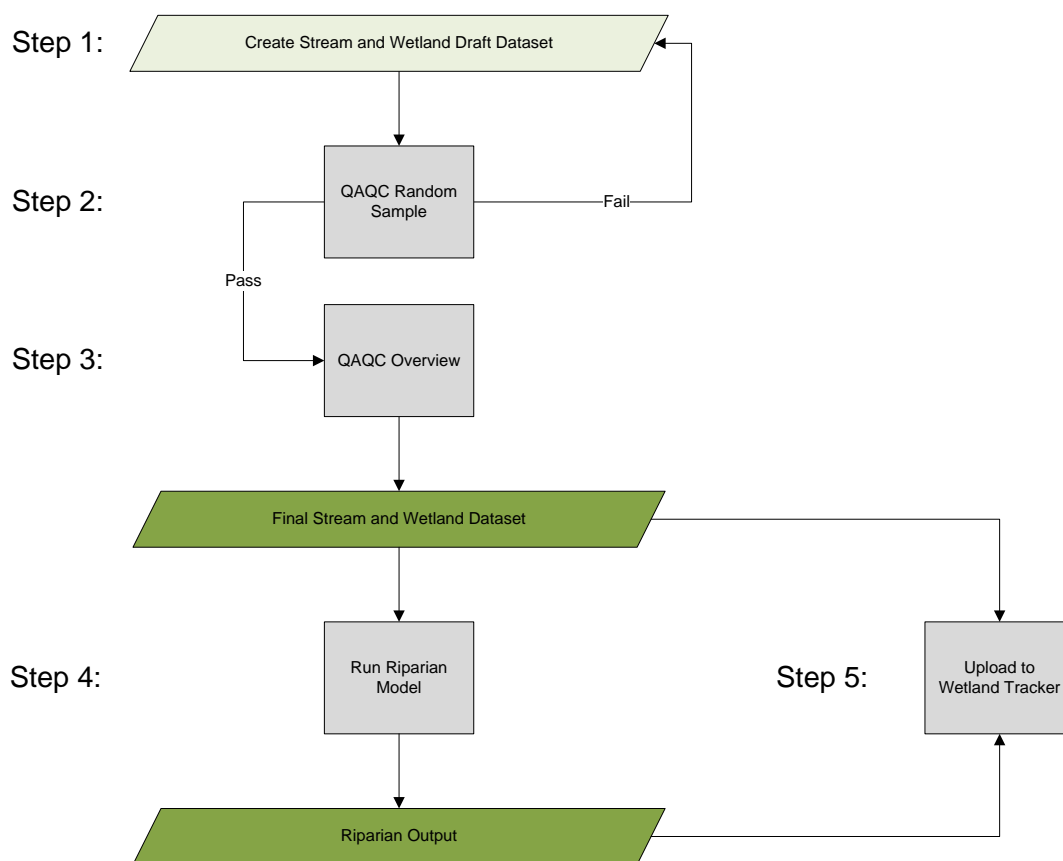 Step 1:
Create Stream and Wetland Draft Dataset
Step 2:
QAQC Random
Sample
Fail
Pass
Step 3:
QAQC Overview
Final Stream and Wetland Dataset
Step 4:
Run Riparian
Model
Step 5:
Upload to
Wetland Tracker
Riparian Output